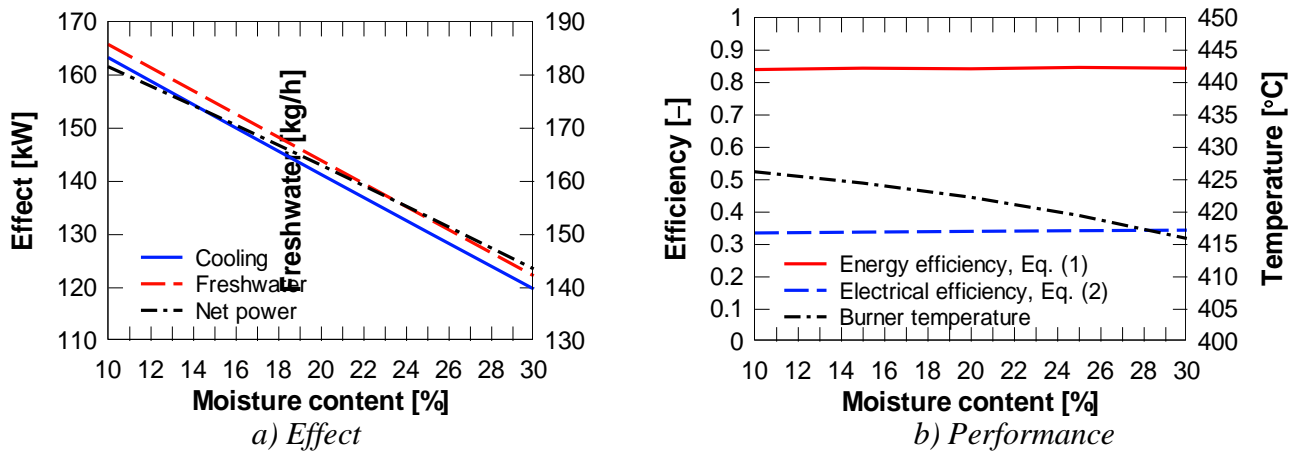 170
160
150
140
130
120
110
Effect [kW]
190
180
170
160
150
140
130
Freshwater [kg/h]
Cooling
Freshwater
Net power
10 12 14 16 18 20 22 24 26 28 30
Moisture content [%]
a) Effect
1
0.9
0.8
0.7
0.6
0.5
0.4
0.3
0.2
0.1
0
Efficiency [–]
450
445
440
435
430
425
420
415
410
405
400
Temperature [°C]
Energy efficiency, Eq. (1)
Electrical efficiency, Eq. (2)
Burner temperature
10 12 14 16 18 20 22 24 26 28 30
Moisture content [%]
b) Performance